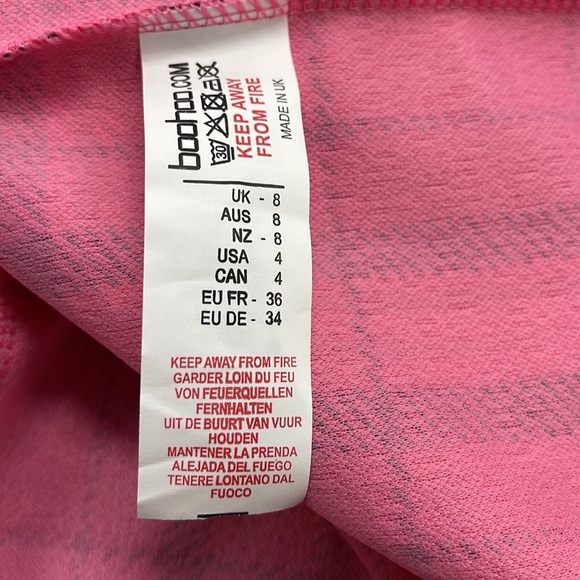 boohoo.COM
30
KEEP AWAY
FROM FIRE
MADE IN UK
UK - 8
AUS 8
NZ - 8
USA 4
CAN 4
EU FR - 36
EU DE - 34
KEEP AWAY FROM FIRE
GARDER LOIN DU FEU
VON FEUERQUELLEN
FERNHALTEN
UIT DE BUURT VAN VUUR
HOUDEN
MANTENER LA PRENDA
ALEJADA DEL FUEGO
TENERE LONTANO DAL
FUOCO